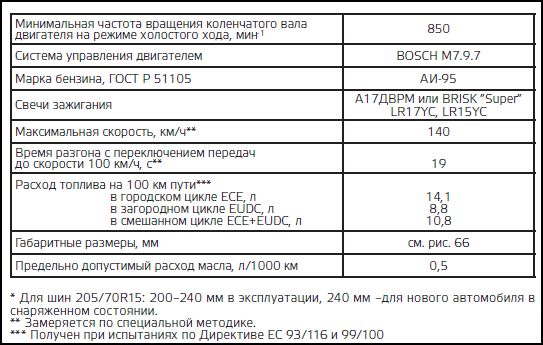 Минимальная частота вращения коленчатого вала
двигателя на режиме холостого хода, мин-1
850
Система управления двигателем
BOSCH M7.9.7
Марка бензина, ГОСТ Р 51105
АИ-95
Свечи зажигания
А17ДВРМ или BRISK "Super"
LR17YC, LR15YC
Максимальная скорость, км/ч**
140
Время разгона с переключением передач
до скорости 100 км/ч, с**
19
Расход топлива на 100 км пути***
в городском цикле ECE, л
14,1
в загородном цикле EUDC, л
8,8
в смешанном цикле ECE+EUDC, л
10,8
Габаритные размеры, мм
см. рис. 66
Предельно допустимый расход масла, л/1000 км
0,5
* Для шин 205/70R15: 200–240 мм в эксплуатации, 240 мм –для нового автомобиля в
снаряженном состоянии.
** Замеряется по специальной методике.
*** Получен при испытаниях по Директиве ЕС 93/116 и 99/100